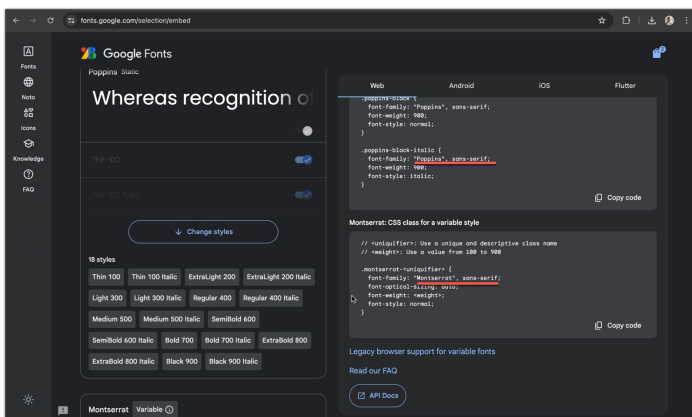 fonts.google.com/selection/embed
Fonts
Noto
Icons
Knowledge
FAQ
Google Fonts
2
Poppins Static
Whereas recognition of
Thin 100
Thin 100 Italic
Change styles
18 styles
Thin 100
Thin 100 Italic
ExtraLight 200
ExtraLight 200 Italic
Light 300
Light 300 Italic
Regular 400
Regular 400 Italic
Medium 500
Medium 500 Italic
SemiBold 600
SemiBold 600 Italic
Bold 700
Bold 700 Italic
ExtraBold 800
ExtraBold 800 Italic
Black 900
Black 900 Italic
Montserrat Variable
Web
Android
iOS
Flutter
.poppins-black {
font-family: "Poppins", sans-serif;
font-weight: 900;
font-style: normal;
}
.poppins-black-italic {
font-family: "Poppins", sans-serif;
font-weight: 900;
font-style: italic;
}
Copy code
Montserrat: CSS class for a variable style
// <uniquifier>: Use a unique and descriptive class name
// <weight>: Use a value from 100 to 900
.montserrat-<uniquifier> {
font-family: "Montserrat", sans-serif;
font-optical-sizing: auto;
font-weight: <weight>;
font-style: normal;
}
Copy code
Legacy browser support for variable fonts
Read our FAQ
API Docs